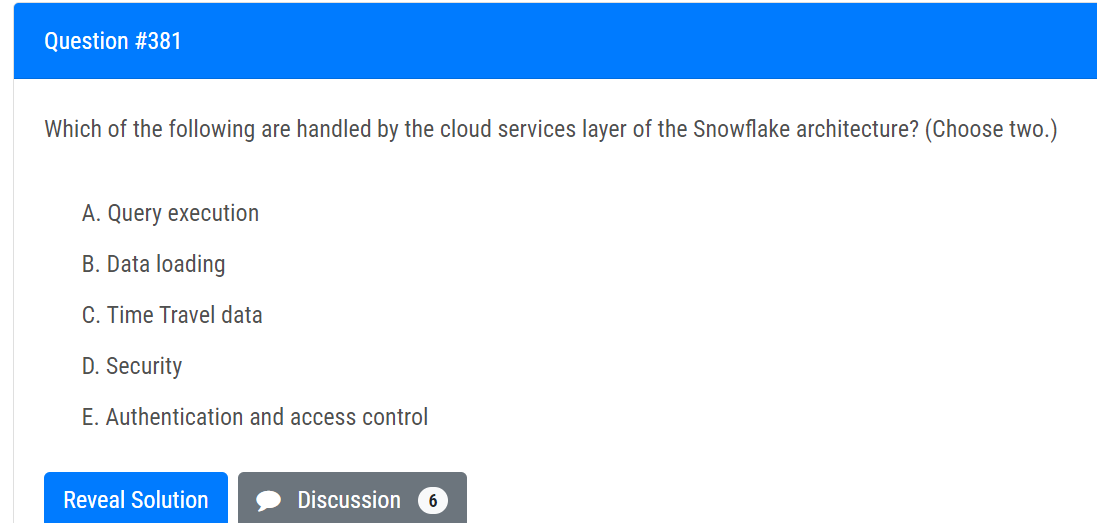 Question #381
Which of the following are handled by the cloud services layer of the Snowflake architecture? (Choose two.)
A. Query execution
B. Data loading
C. Time Travel data
D. Security
E. Authentication and access control
Reveal Solution Discussion 6